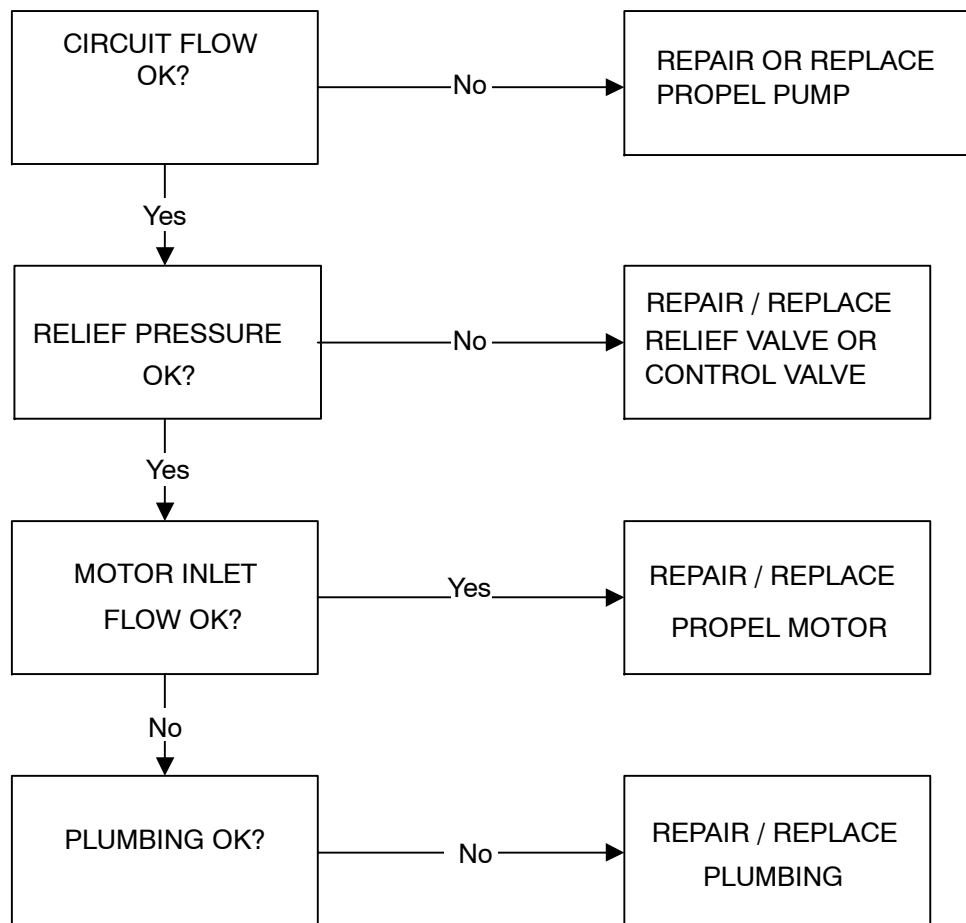 CIRCUIT FLOW
OK?
No
REPAIR OR REPLACE
PROPEL PUMP
Yes
RELIEF PRESSURE
OK?
No
REPAIR / REPLACE
RELIEF VALVE OR
CONTROL VALVE
Yes
MOTOR INLET
FLOW OK?
Yes
REPAIR / REPLACE
PROPEL MOTOR
No
PLUMBING OK?
No
REPAIR / REPLACE
PLUMBING